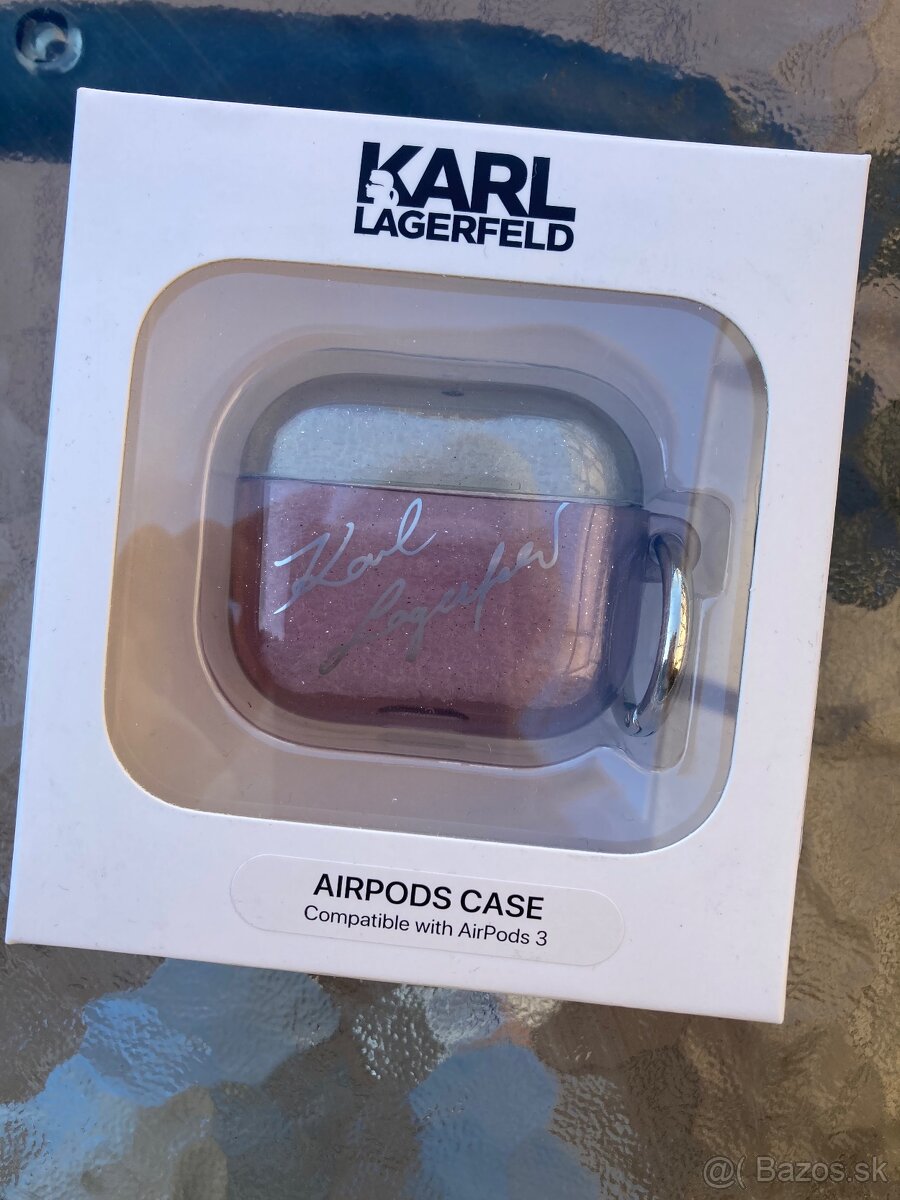 KARL
LAGERFELD
Karl
Lagerfeld
AIRPODS CASE
Compatible with AirPods 3
@( Bazos.sk